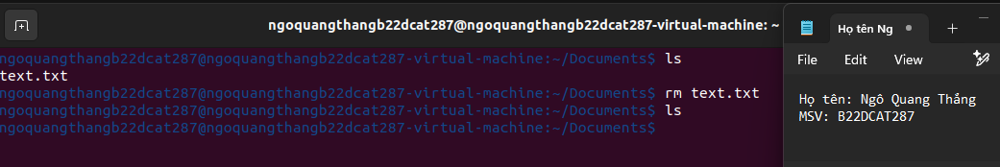 ngoquangthangb22dcat287@ngoquangthangb22dcat287-virtual-machine: ~
ngoquangthangb22dcat287@ngoquangthangb22dcat287-virtual-machine:~/Documents$ ls
text.txt
ngoquangthangb22dcat287@ngoquangthangb22dcat287-virtual-machine:~/Documents$ rm text.txt
ngoquangthangb22dcat287@ngoquangthangb22dcat287-virtual-machine:~/Documents$ ls
ngoquangthangb22dcat287@ngoquangthangb22dcat287-virtual-machine:~/Documents$
Họ tên Ng
File Edit View
Họ tên: Ngô Quang Thắng
MSV: B22DCAT287